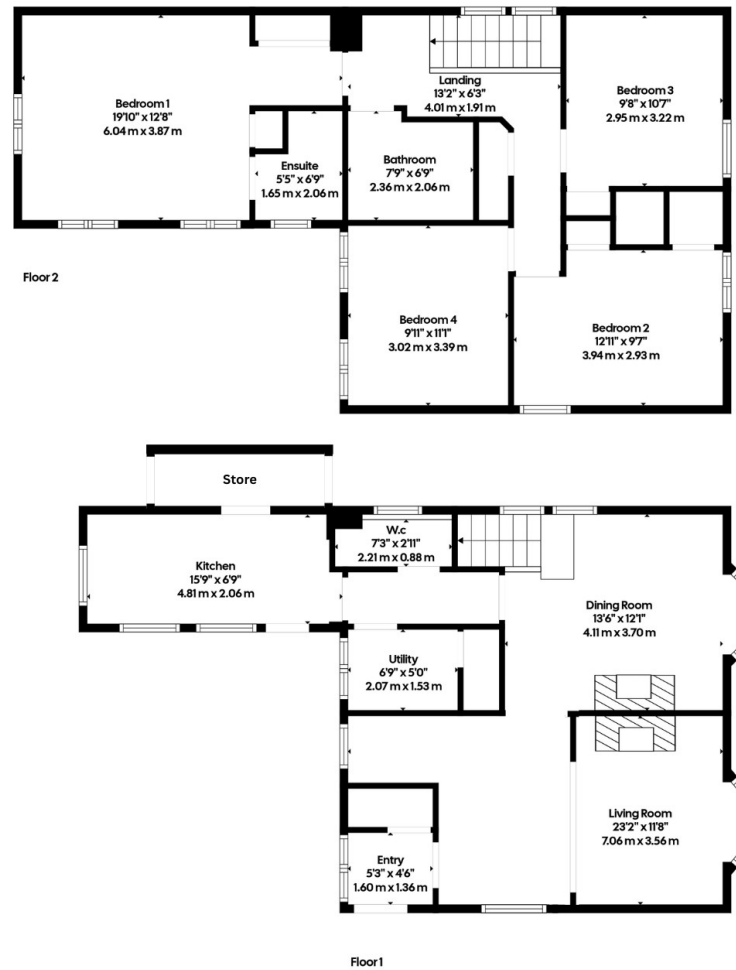 Bedroom 1
19'10" x 12'8"
6.04 m x 3.87 m
Landing
13'2" x 6'3"
4.01 m x 1.91 m
Bedroom 3
9'8" x 10'7"
2.95 m x 3.22 m
Ensuite
5'5" x 6'9"
1.65 m x 2.06 m
Bathroom
7'9" x 6'9"
2.36 m x 2.06 m
Floor 2
Bedroom 4
9'11" x 11'1"
3.02 m x 3.39 m
Bedroom 2
12'11" x 9'7"
3.94 m x 2.93 m
Store
Kitchen
15'9" x 6'9"
4.81 m x 2.06 m
W.c
7'3" x 2'11"
2.21 m x 0.88 m
Dining Room
13'6" x 12'1"
4.11 m x 3.70 m
Utility
6'9" x 5'0"
2.07 m x 1.53 m
Living Room
23'2" x 11'8"
7.06 m x 3.56 m
Entry
5'3" x 4'6"
1.60 m x 1.36 m
Floor 1